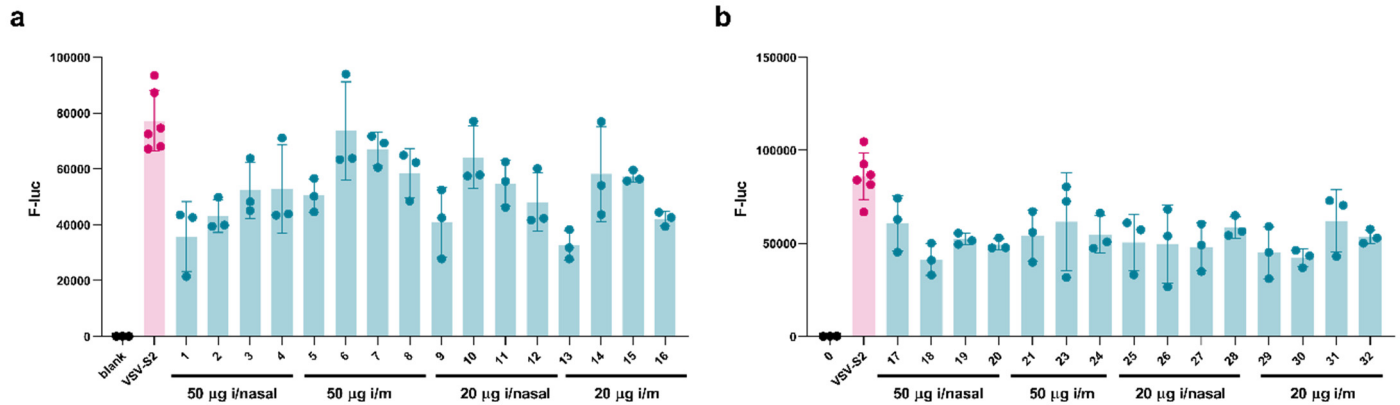 a
F-luc
100000
80000
60000
40000
20000
0
blank
VSV-S2
1
2
3
4
5
6
7
8
9
10
11
12
13
14
15
16
50 μg i/nasal
50 μg i/m
20 μg i/nasal
20 μg i/m
b
F-luc
150000
100000
50000
0
0
VSV-S2
17
18
19
20
21
23
24
25
26
27
28
29
30
31
32
50 μg i/nasal
50 μg i/m
20 μg i/nasal
20 μg i/m